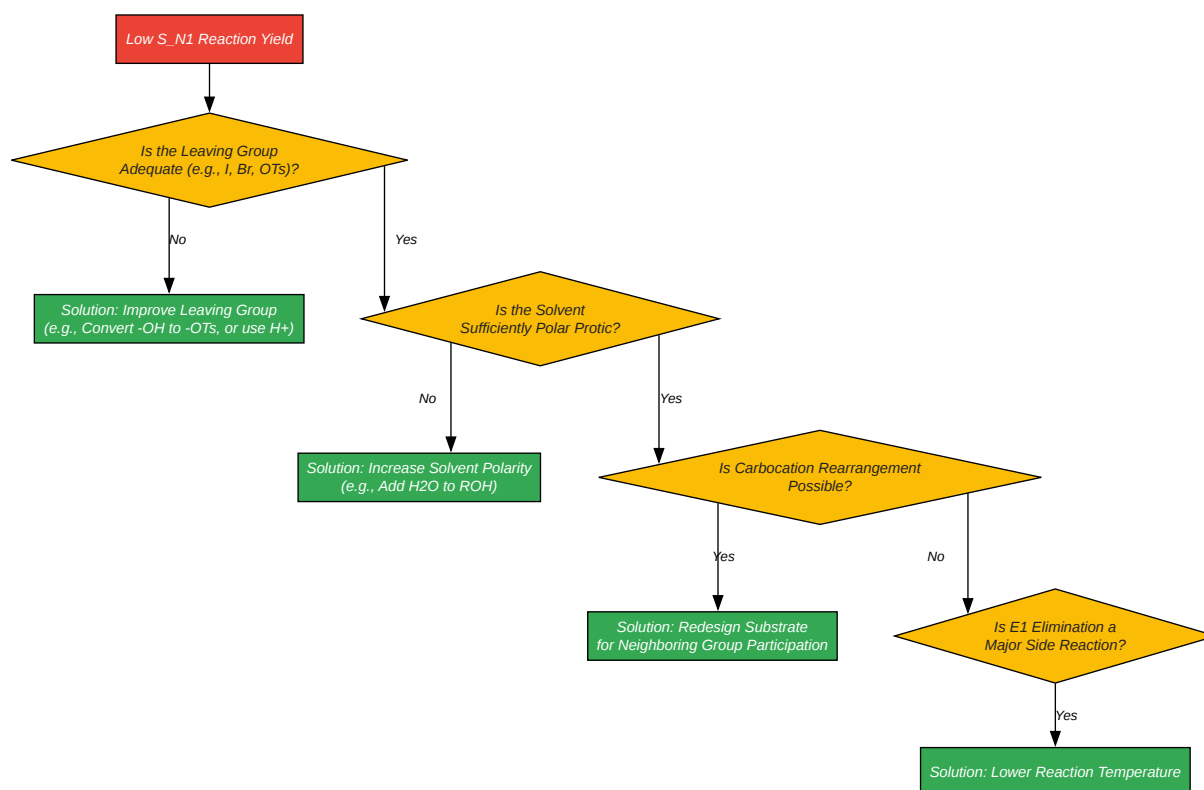 Low S_N1 Reaction Yield
Is the Leaving Group
Adequate (e.g., I, Br, OTs)?
No
Yes
Solution: Improve Leaving Group
(e.g., Convert -OH to -OTs, or use H+)
Is the Solvent
Sufficiently Polar Protic?
No
Yes
Solution: Increase Solvent Polarity
(e.g., Add H2O to ROH)
Is Carbocation Rearrangement
Possible?
Yes
No
Solution: Redesign Substrate
for Neighboring Group Participation
Is E1 Elimination a
Major Side Reaction?
Yes
Solution: Lower Reaction Temperature